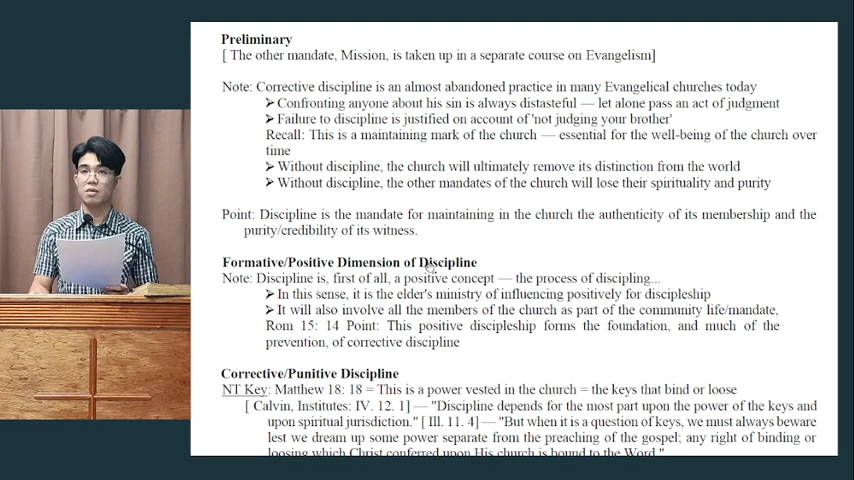 Preliminary
[ The other mandate, Mission, is taken up in a separate course on Evangelism]
Note: Corrective discipline is an almost abandoned practice in many Evangelical churches today
➤ Confronting anyone about his sin is always distasteful — let alone pass an act of judgment
➤ Failure to discipline is justified on account of 'not judging your brother'
Recall: This is a maintaining mark of the church — essential for the well-being of the church over
time
➤ Without discipline, the church will ultimately remove its distinction from the world
➤ Without discipline, the other mandates of the church will lose their spirituality and purity
Point: Discipline is the mandate for maintaining in the church the authenticity of its membership and the
purity/credibility of its witness.
Formative/Positive Dimension of Discipline
Note: Discipline is, first of all, a positive concept — the process of discipling...
➤ In this sense, it is the elder's ministry of influencing positively for discipleship
➤ It will also involve all the members of the church as part of the community life/mandate,
Rom 15: 14 Point: This positive discipleship forms the foundation, and much of the
prevention, of corrective discipline
Corrective/Punitive Discipline
NT Key: Matthew 18: 18 = This is a power vested in the church = the keys that bind or loose
[ Calvin, Institutes: IV. 12. 1] — "Discipline depends for the most part upon the power of the keys and
upon spiritual jurisdiction." [ Ill. 11. 4] — "But when it is a question of keys, we must always beware
lest we dream up some power separate from the preaching of the gospel; any right of binding or
loosing which Christ conferred upon His church is bound to the Word."